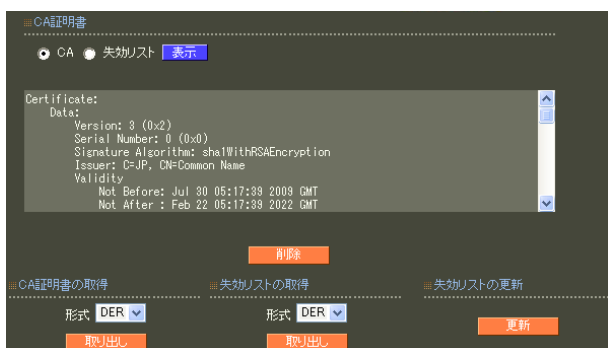 CA証明書
CA 失効リスト 表示
Certificate:
Data:
Version: 3 (0x2)
Serial Number: 0 (0x0)
Signature Algorithm: sha1WithRSAEncryption
Issuer: C=JP, CN=Common Name
Validity
Not Before: Jul 30 05:17:39 2009 GMT
Not After : Feb 22 05:17:39 2022 GMT
削除
CA証明書の取得 失効リストの取得 失効リストの更新
形式 DER 形式 DER
更新
取り出し 取り出し